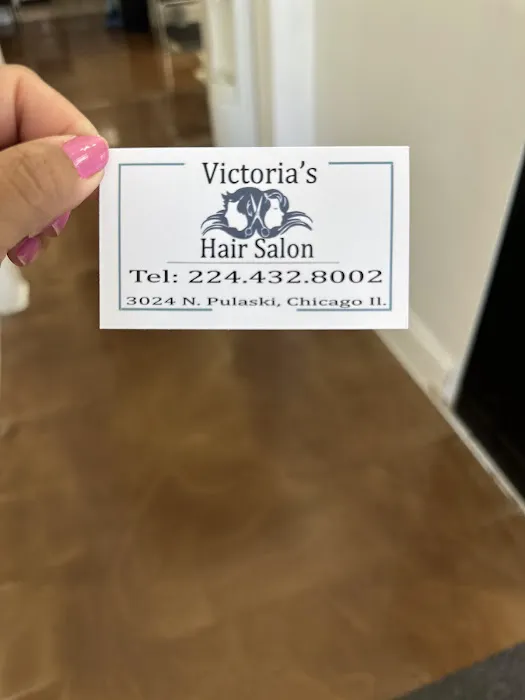 Victoria's
Hair Salon
Tel: 224.432.8002
3024 N. Pulaski, Chicago Il.